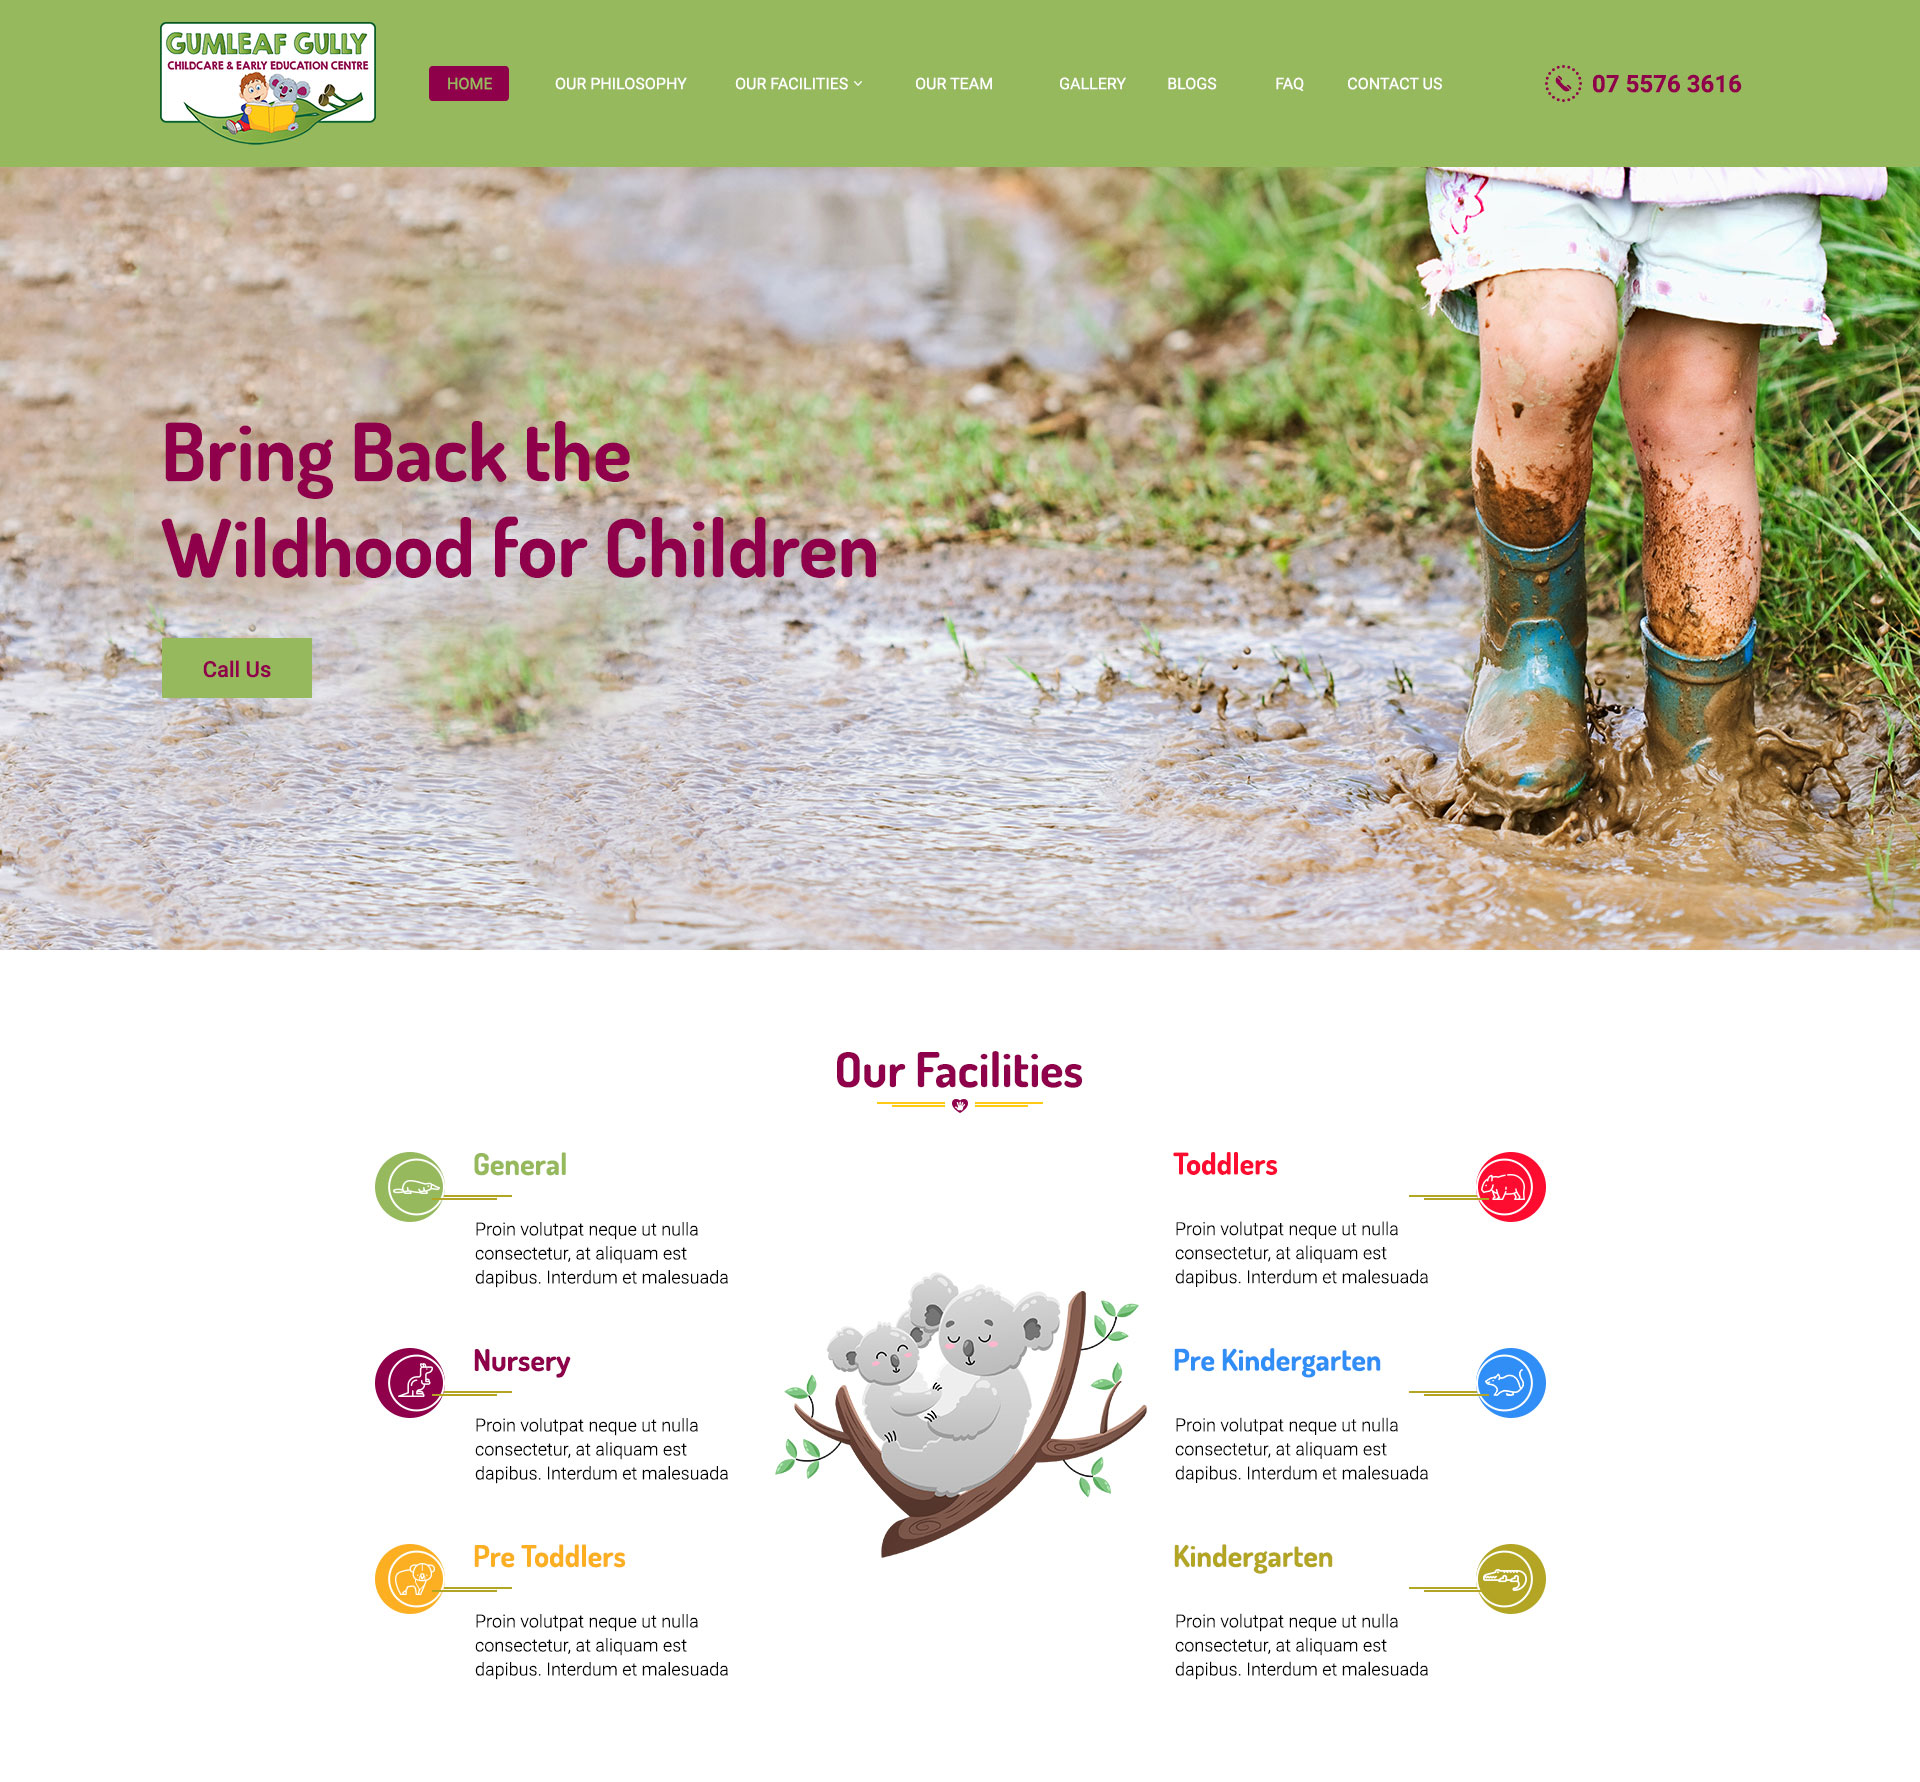 GUMLEAF GULLY
CHILDCARE & EARLY EDUCATION CENTRE
HOME
OUR PHILOSOPHY
OUR FACILITIES
OUR TEAM
GALLERY
BLOGS
FAQ
CONTACT US
07 5576 3616
Bring Back the
Wildhood for Children
Call Us
Our Facilities
General
Proin volutpat neque ut nulla
consectetur, at aliquam est
dapibus. Interdum et malesuada
Nursery
Proin volutpat neque ut nulla
consectetur, at aliquam est
dapibus. Interdum et malesuada
Pre Toddlers
Proin volutpat neque ut nulla
consectetur, at aliquam est
dapibus. Interdum et malesuada
Toddlers
Proin volutpat neque ut nulla
consectetur, at aliquam est
dapibus. Interdum et malesuada
Pre Kindergarten
Proin volutpat neque ut nulla
consectetur, at aliquam est
dapibus. Interdum et malesuada
Kindergarten
Proin volutpat neque ut nulla
consectetur, at aliquam est
dapibus. Interdum et malesuada